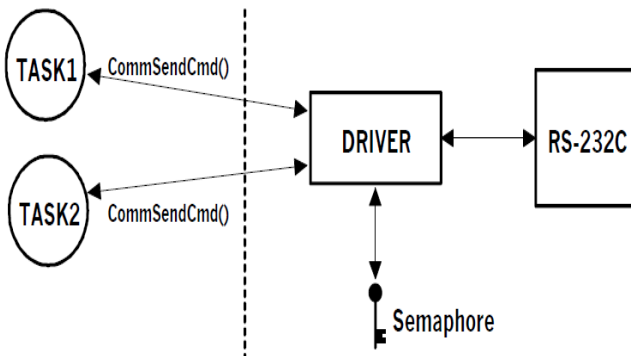 TASK1
CommSendCmd()
DRIVER
RS-232C
TASK2
CommSendCmd()
Semaphore